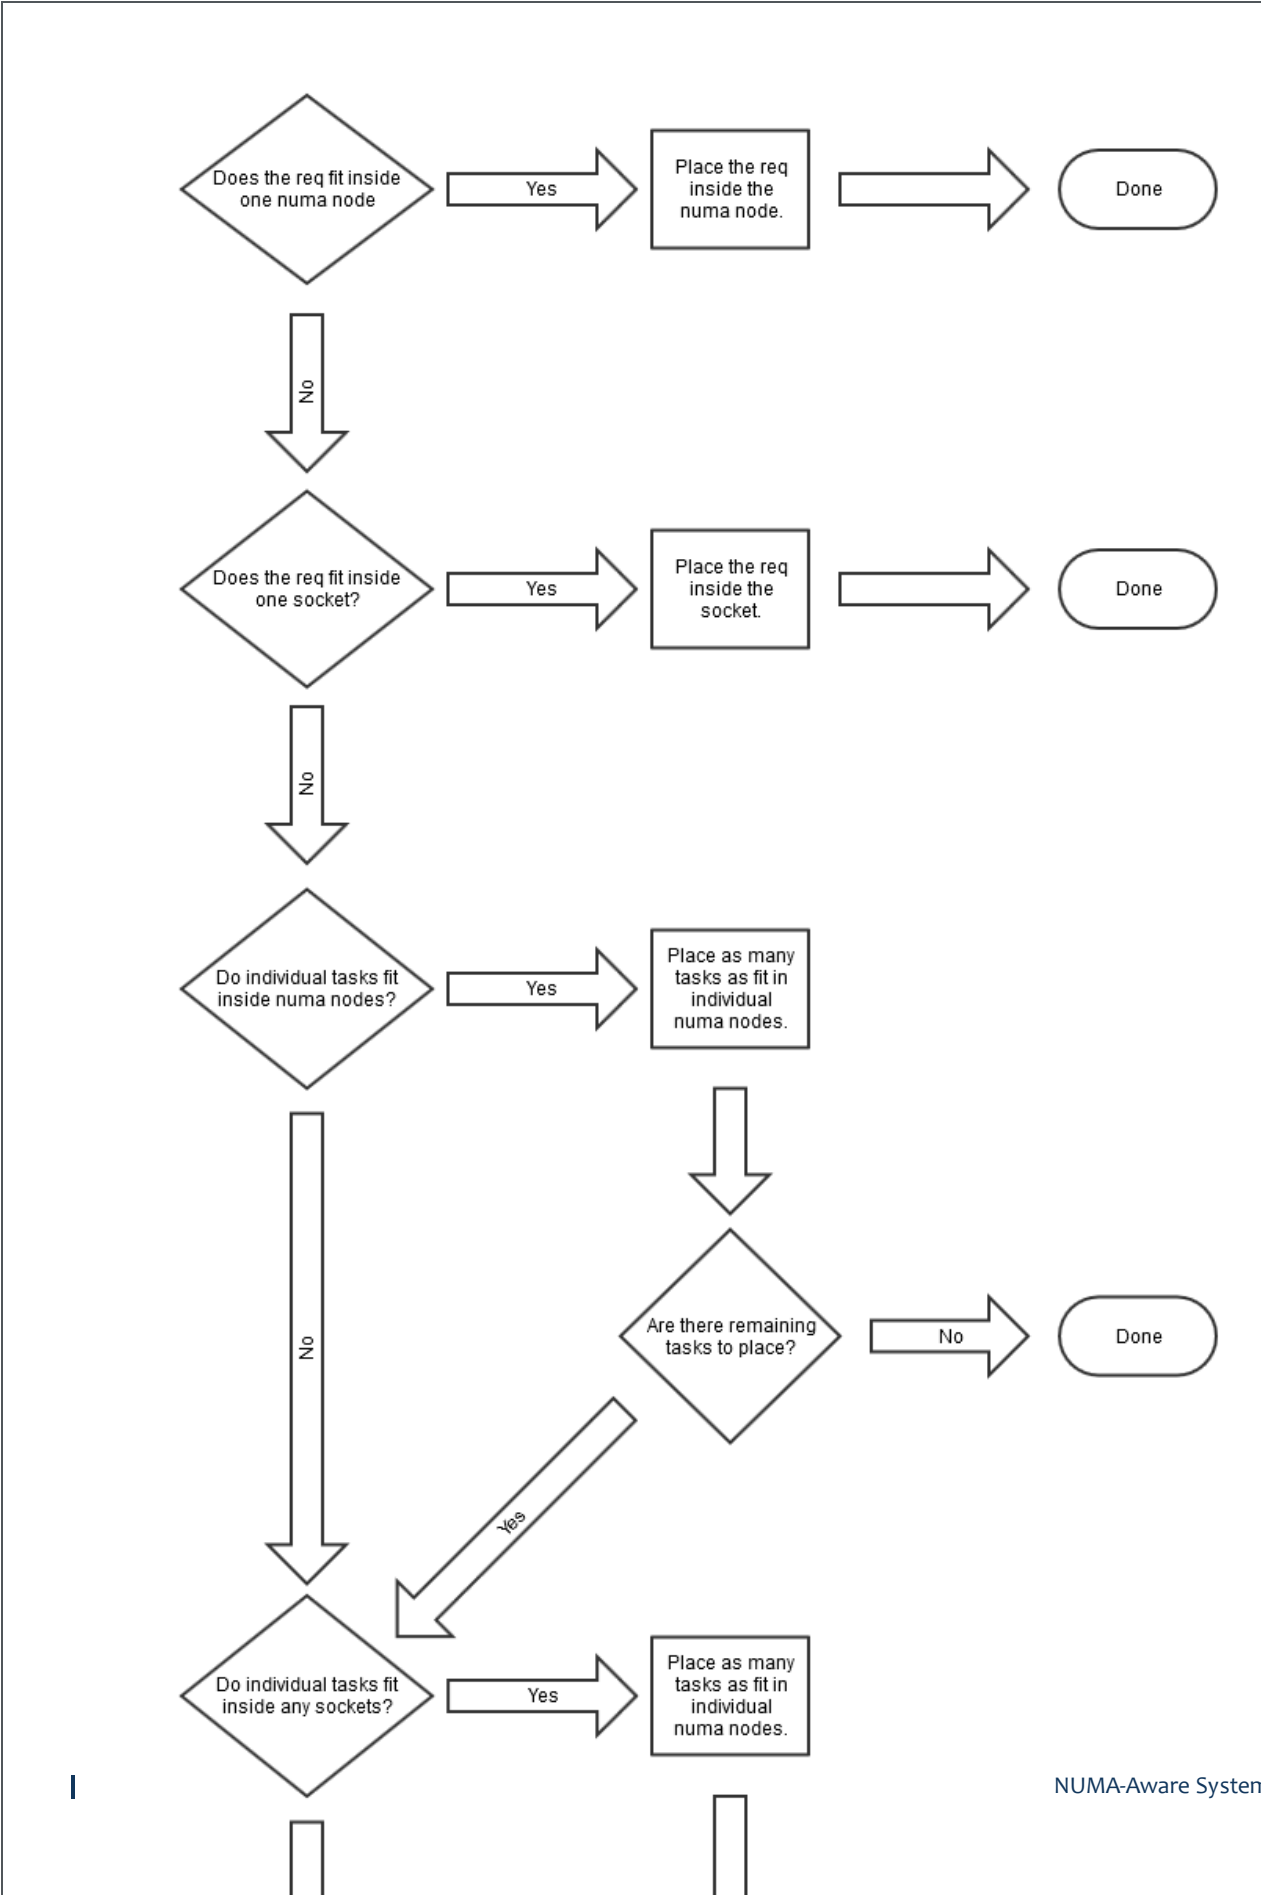 Does the req fit inside
one numa node
Yes
Place the req
inside the
numa node.
Done
No
Does the req fit inside
one socket?
Yes
Place the req
inside the
socket.
Done
No
Do individual tasks fit
inside numa nodes?
Yes
Place as many
tasks as fit in
individual
numa nodes.
No
Are there remaining
tasks to place?
No
Done
Yes
Do individual tasks fit
inside any sockets?
Yes
Place as many
tasks as fit in
individual
numa nodes.
NUMA-Aware